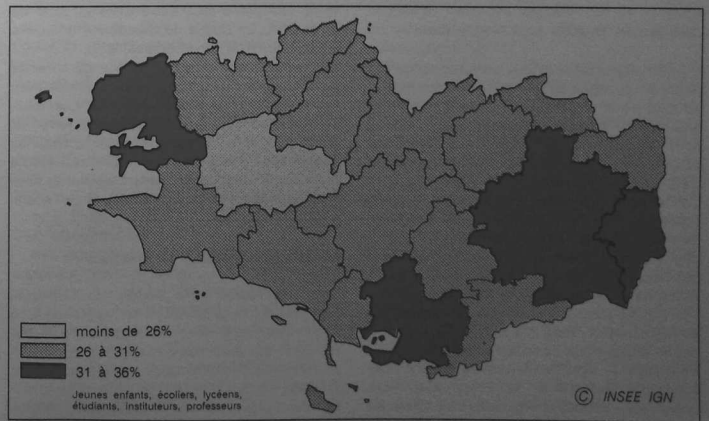 moins de 26%
26 à 31%
31 à 36%
Jeunes enfants, écoliers, lycéens,
étudiants, instituteurs, professeurs
© INSEE IGN